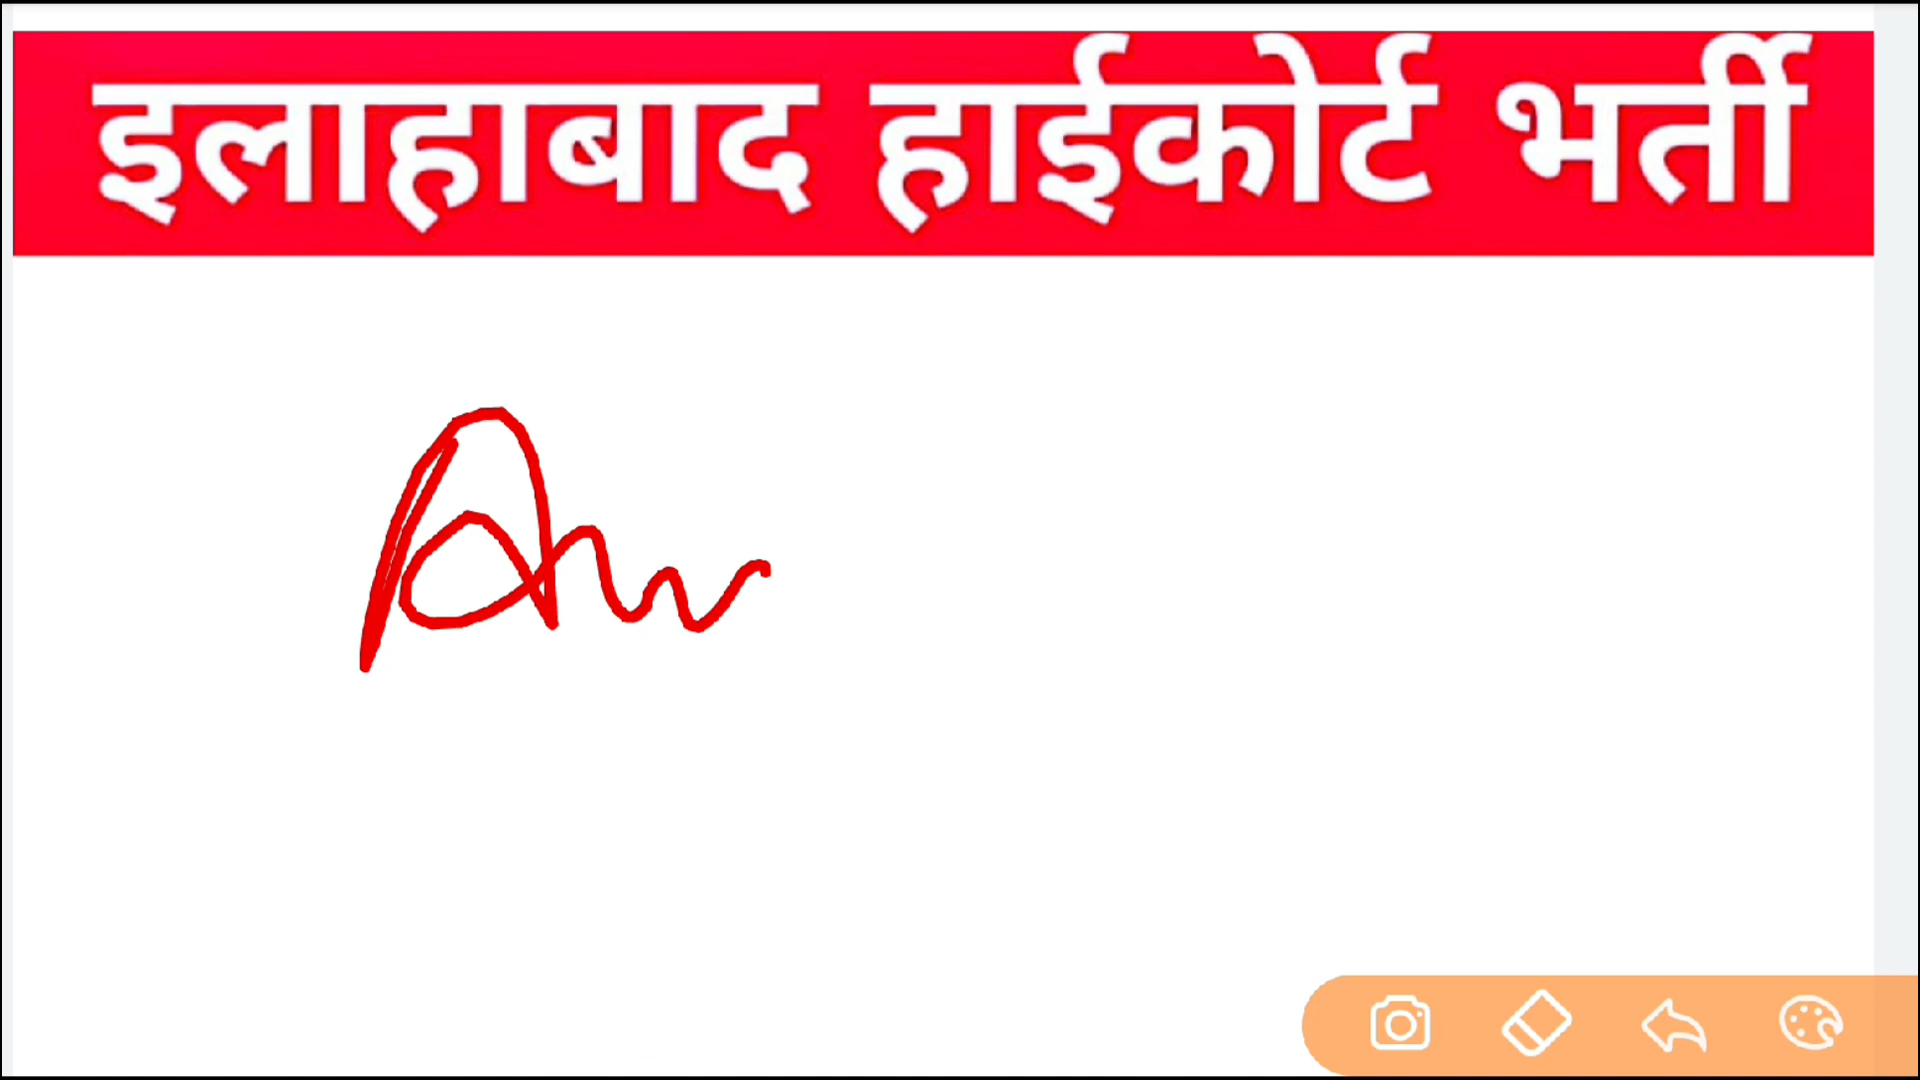 इलाहाबाद हाईकोर्ट भर्ती